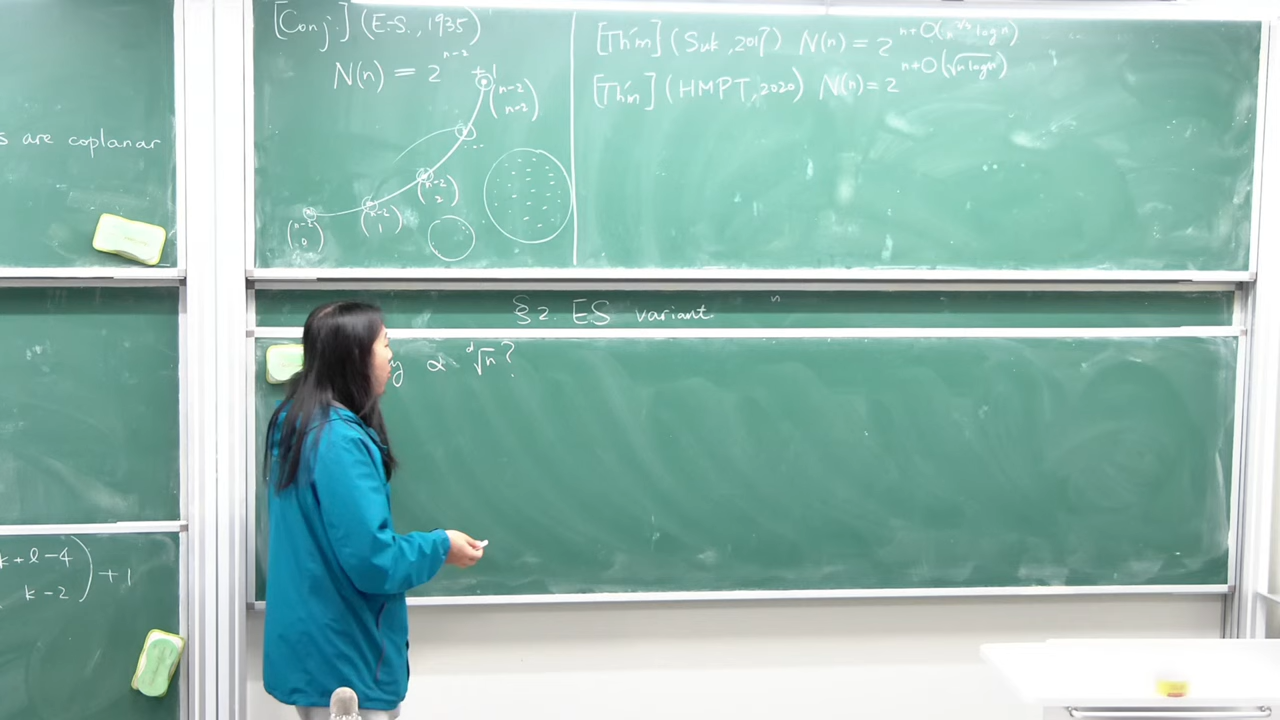 s are coplanar
k+l-4
k-2 ) +1
[Conj.] (E.S., 1935)
N(n) = 2^{n-2} + 1
(n-2 n-2)
(n-2 2)
(n-2 1)
(n-2 0)
[Thm] (Suk, 2017) N(n) = 2^{n+O(n^{2/3} log n)}
[Thm] (HMPT, 2020) N(n) = 2^{n+O(√(n log n))}
§2. ES variant
y α ᵈ√n ?